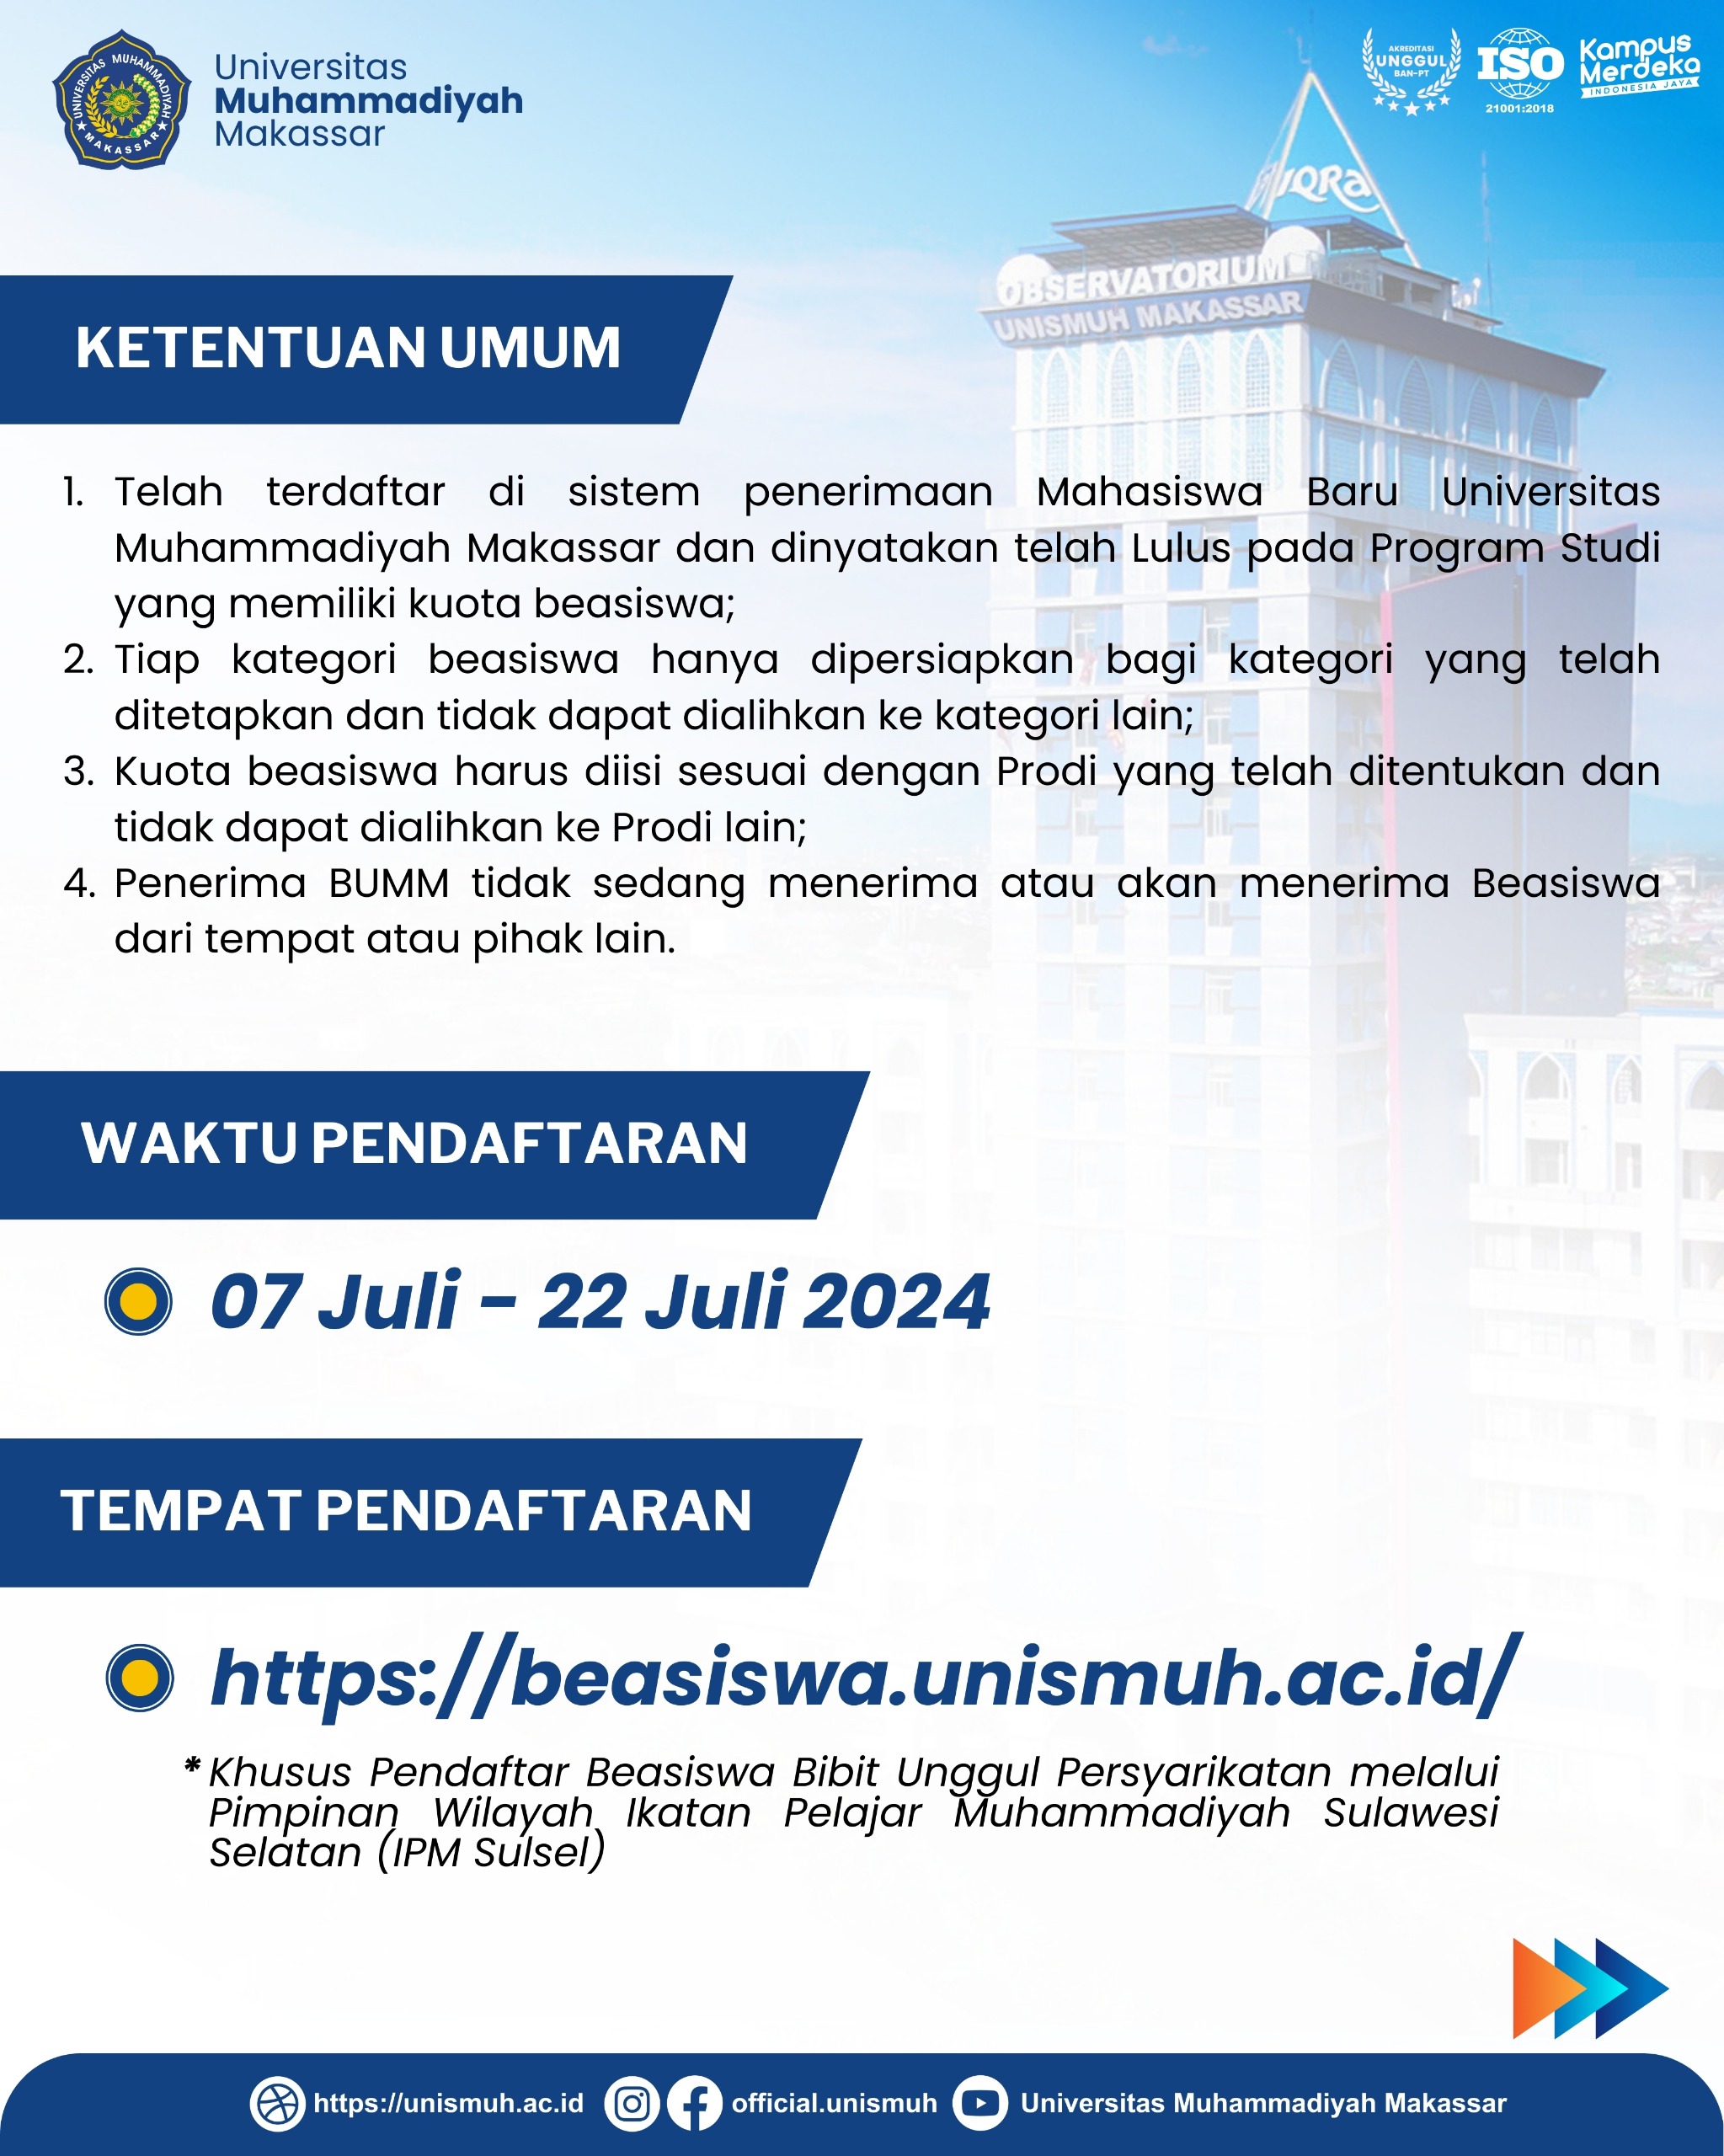 UNIVERSITAS MUHAMMADIYAH
MAKASSAR
Universitas
Muhammadiyah
Makassar
AKREDITASI
UNGGUL
BAN-PT
ISO
21001:2018
Kampus
Merdeka
INDONESIA JAYA
IQRa
OBSERVATORIUM
UNISMUH MAKASSAR
KETENTUAN UMUM
1. Telah terdaftar di sistem penerimaan Mahasiswa Baru Universitas
Muhammadiyah Makassar dan dinyatakan telah Lulus pada Program Studi
yang memiliki kuota beasiswa;
2. Tiap kategori beasiswa hanya dipersiapkan bagi kategori yang telah
ditetapkan dan tidak dapat dialihkan ke kategori lain;
3. Kuota beasiswa harus diisi sesuai dengan Prodi yang telah ditentukan dan
tidak dapat dialihkan ke Prodi lain;
4. Penerima BUMM tidak sedang menerima atau akan menerima Beasiswa
dari tempat atau pihak lain.
WAKTU PENDAFTARAN
07 Juli - 22 Juli 2024
TEMPAT PENDAFTARAN
https://beasiswa.unismuh.ac.id/
* Khusus Pendaftar Beasiswa Bibit Unggul Persyarikatan melalui
Pimpinan Wilayah Ikatan Pelajar Muhammadiyah Sulawesi
Selatan (IPM Sulsel)
https://unismuh.ac.id official.unismuh Universitas Muhammadiyah Makassar